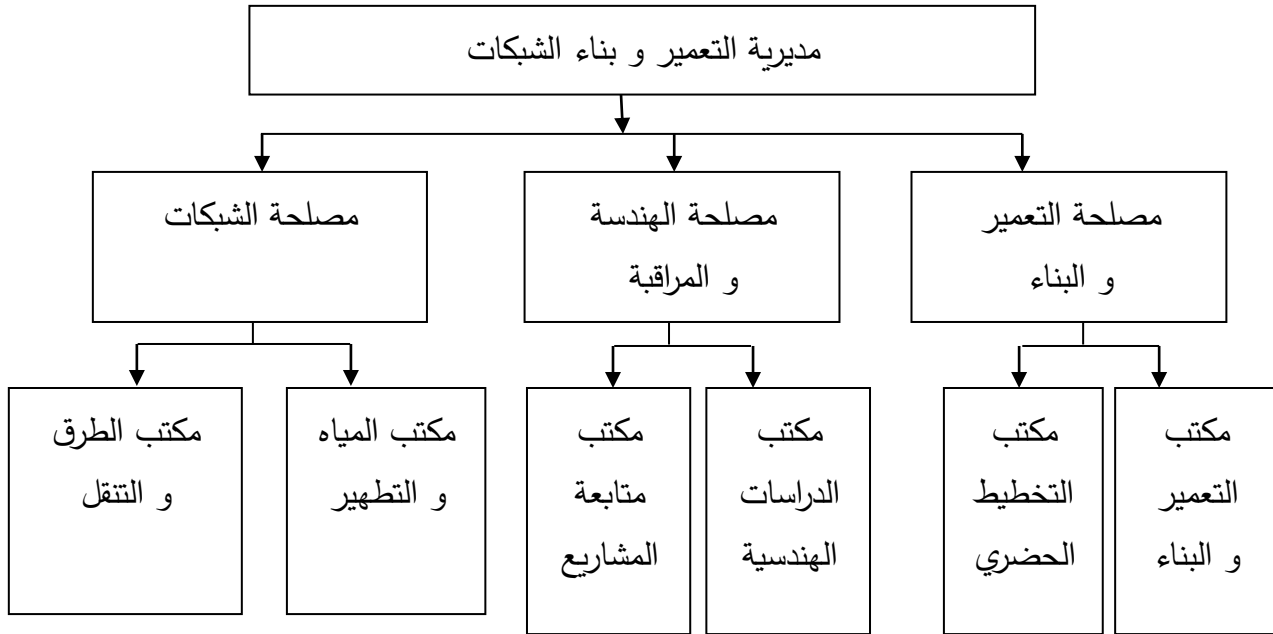 مديرية التعمير و بناء الشبكات
مصلحة التعمير
و البناء
مصلحة الهندسة
و المراقبة
مصلحة الشبكات
مكتب
التعمير
و البناء
مكتب
التخطيط
الحضري
مكتب
الدراسات
الهندسية
مكتب
متابعة
المشاريع
مكتب المياه
و التطهير
مكتب الطرق
و التنقل